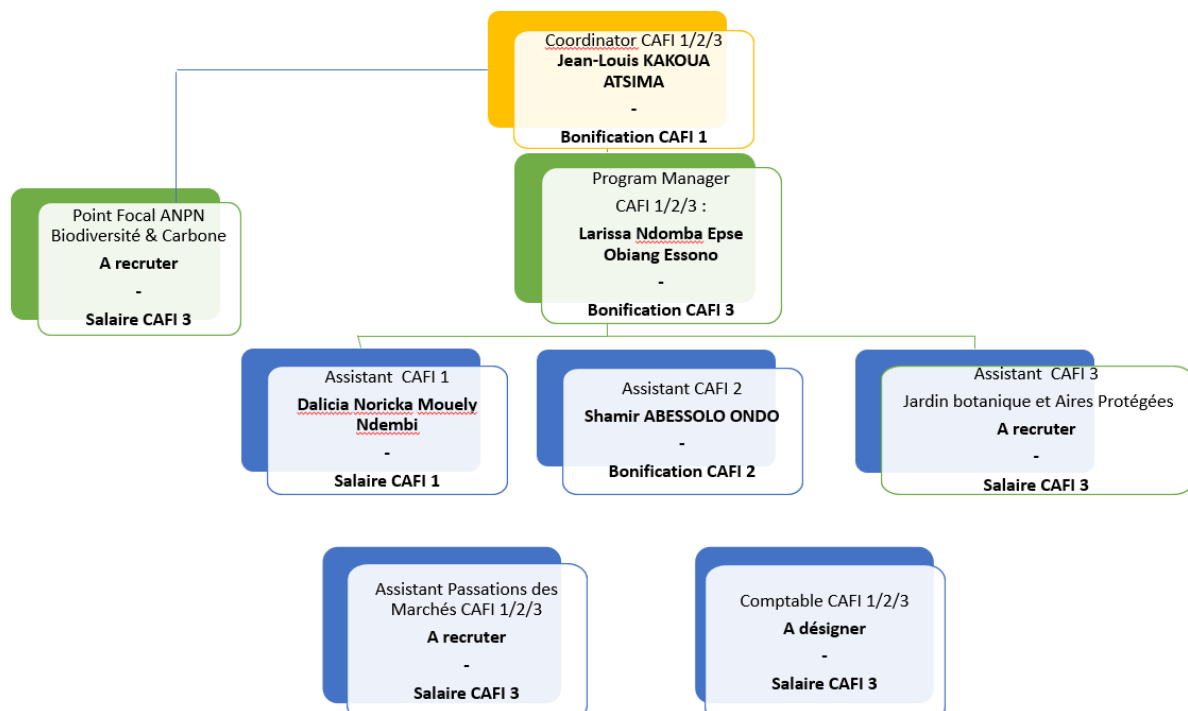 Coordinator CAFI 1/2/3
Jean-Louis KAKOUA
ATSIMA
-
Bonification CAFI 1
Point Focal ANPN
Biodiversité & Carbone
A recruter
-
Salaire CAFI 3
Program Manager
CAFI 1/2/3 :
Larissa Ndomba Epse
Obiang Essono
-
Bonification CAFI 3
Assistant CAFI 1
Dalicia Noricka Mouely
Ndembi
-
Salaire CAFI 1
Assistant CAFI 2
Shamir ABESSOLO ONDO
-
Bonification CAFI 2
Assistant CAFI 3
Jardin botanique et Aires Protégées
A recruter
-
Salaire CAFI 3
Assistant Passations des
Marchés CAFI 1/2/3
A recruter
-
Salaire CAFI 3
Comptable CAFI 1/2/3
A désigner
-
Salaire CAFI 3